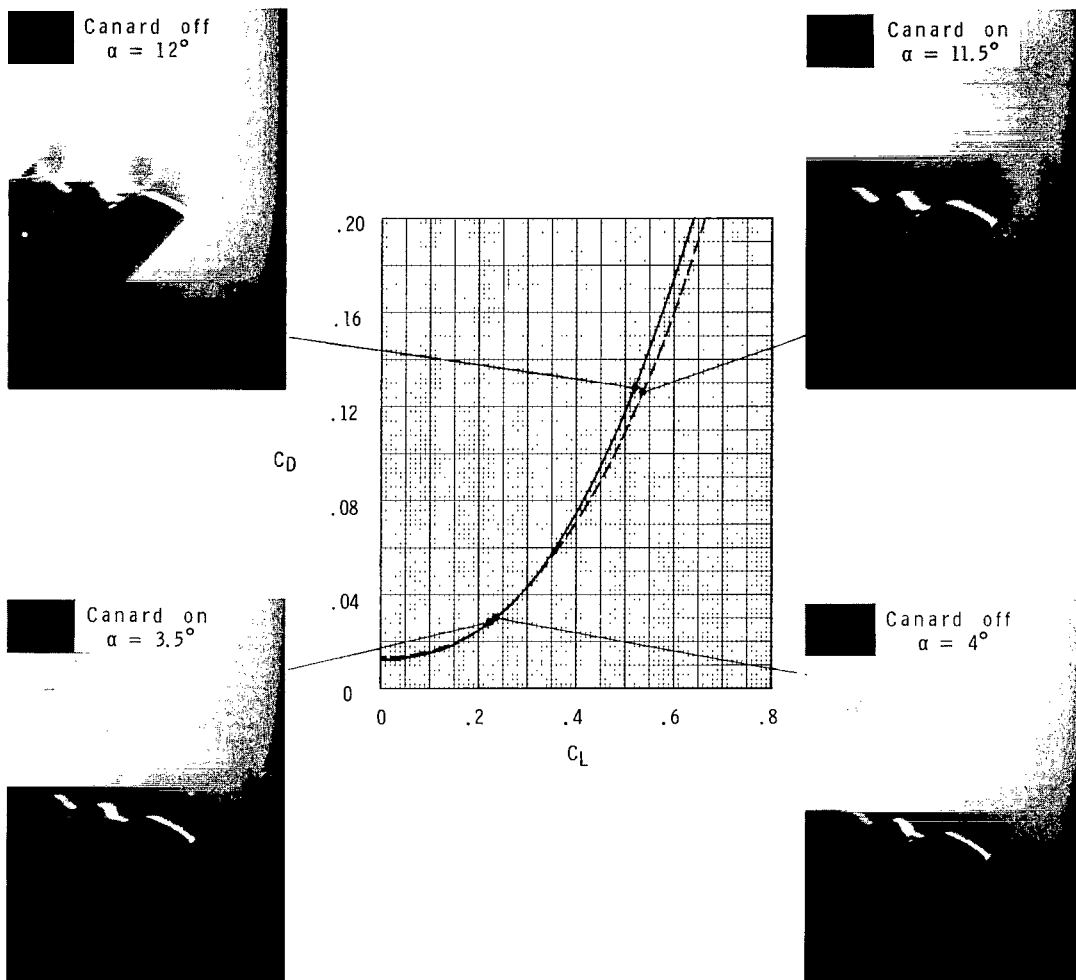 Canard off
α = 12°
Canard on
α = 11.5°
.20
.16
.12
C_D
.08
.04
0
0
.2
.4
.6
.8
C_L
Canard on
α = 3.5°
Canard off
α = 4°